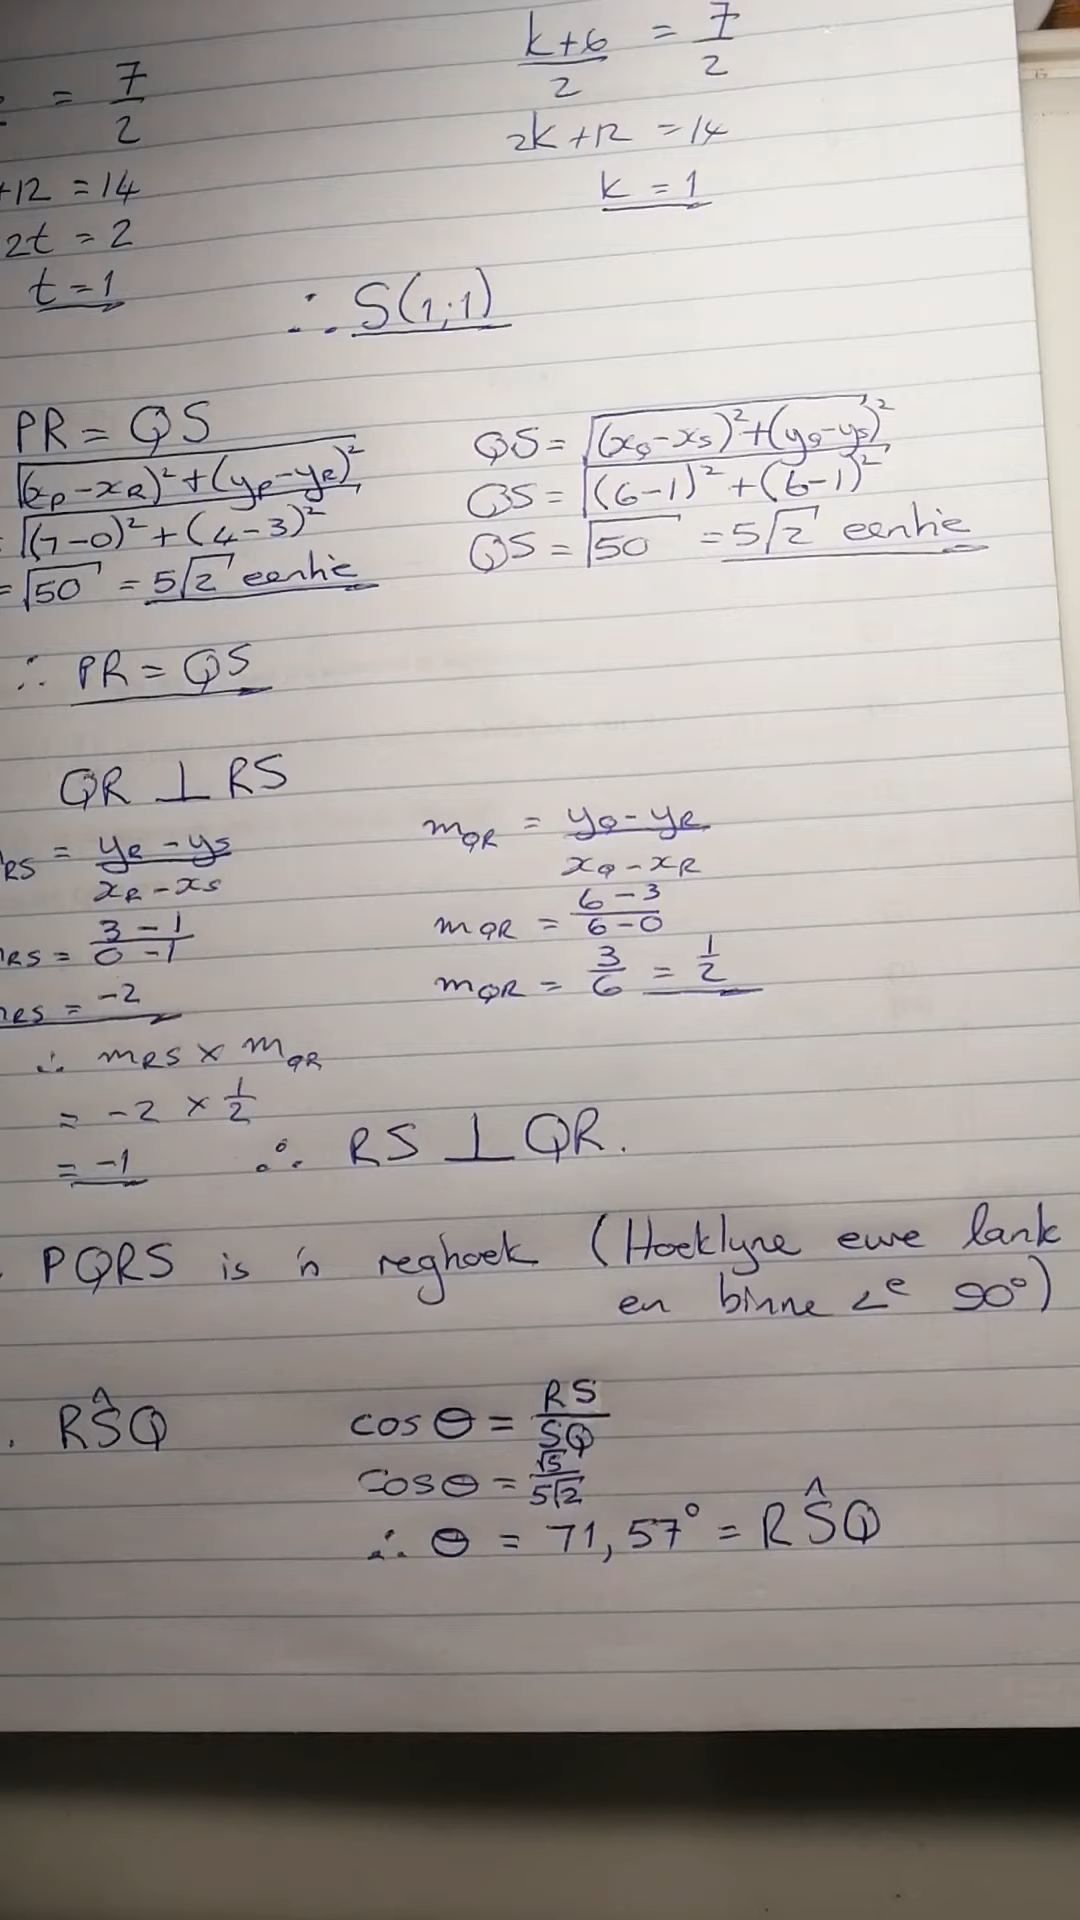 = 7/2
k+6/2 = 7/2
+12 = 14
2k+12 = 14
2t = 2
k = 1
t = 1
∴ S(1;1)
PR = QS
√(xP-xR)²+(yP-yR)²
QS = √(xQ-xS)²+(yQ-yS)²
= √(7-0)²+(4-3)²
QS = √(6-1)²+(6-1)²
= √50 = 5√2 eenhede
QS = √50 = 5√2 eenhede
∴ PR = QS
QR ⊥ RS
RS = yR-yS/xR-xS
mQR = yQ-yR/xQ-xR
mRS = 3-1/0-1
mQR = 6-3/6-0
mRS = -2
mQR = 3/6 = 1/2
∴ mRS × mQR
= -2 × 1/2
= -1 ∴ RS ⊥ QR.
PQRS is 'n reghoek (Hoeklyne ewe lank
en binne <e 90°)
RŜQ
cos θ = RS/SQ
cos θ = √5/5√2
∴ θ = 71,57° = RŜQ